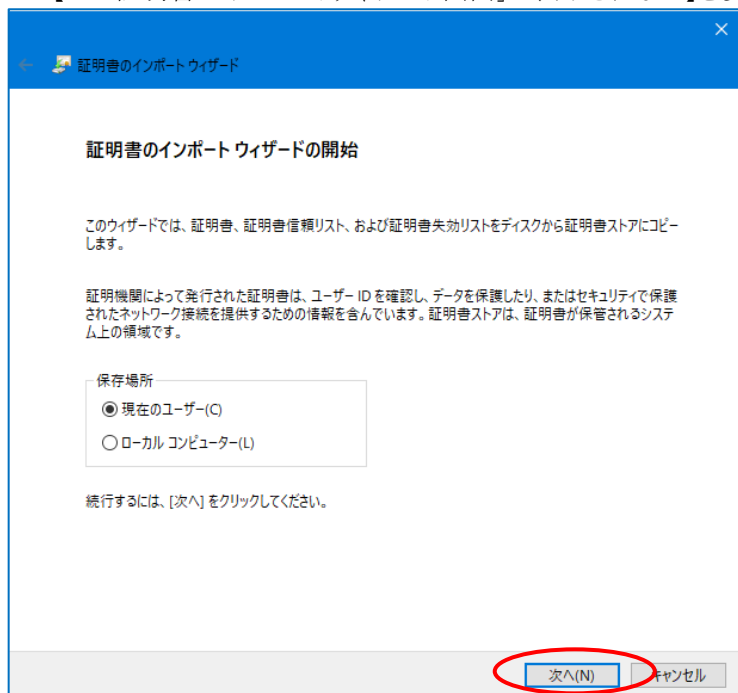 証明書のインポート ウィザード
証明書のインポート ウィザードの開始
このウィザードでは、証明書、証明書信頼リスト、および証明書失効リストをディスクから証明書ストアにコピー
します。
証明機関によって発行された証明書は、ユーザー ID を確認し、データを保護したり、またはセキュリティで保護
されたネットワーク接続を提供するための情報を含んでいます。証明書ストアは、証明書が保管されるシステ
ム上の領域です。
保存場所
現在のユーザー(C)
ローカル コンピューター(L)
続行するには、[次へ] をクリックしてください。
次へ(N)
キャンセル